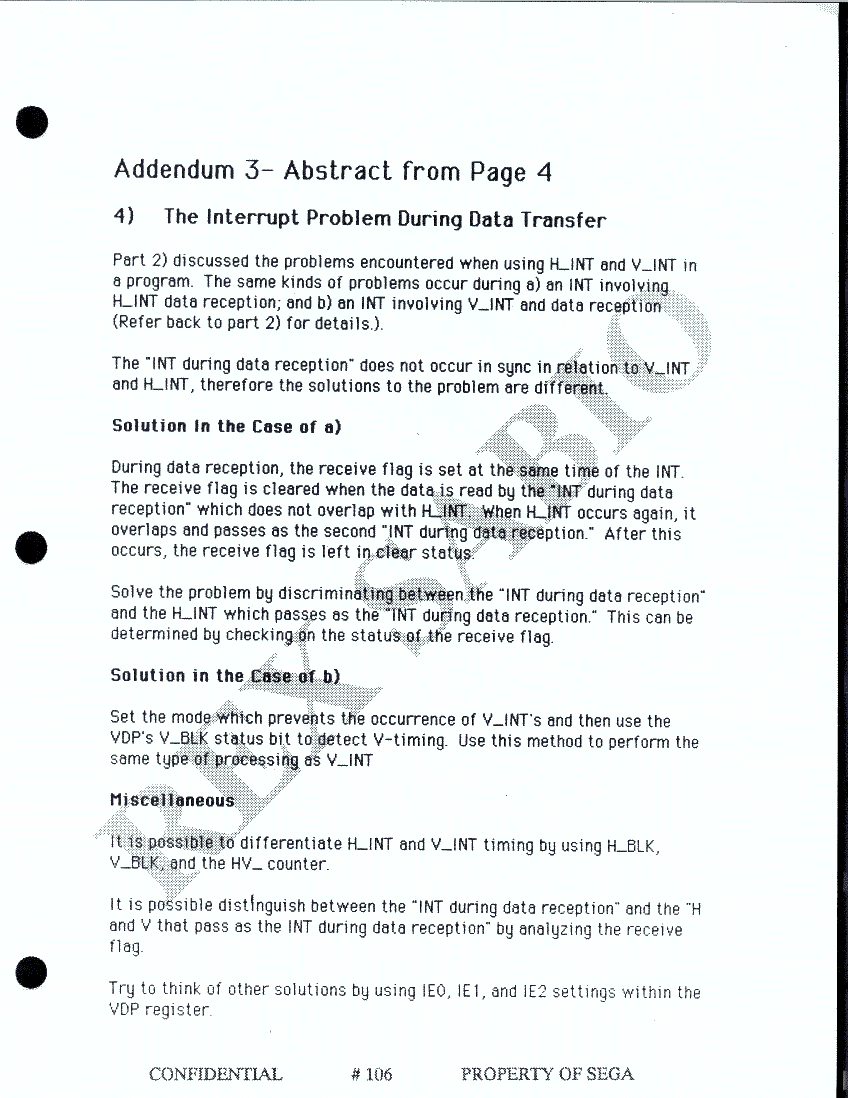 Addendum 3- Abstract from Page 4
4) The Interrupt Problem During Data Transfer
Part 2) discussed the problems encountered when using H_INT and V_INT in
a program. The same kinds of problems occur during a) an INT involving
H_INT data reception; and b) an INT involving V_INT and data reception
(Refer back to part 2) for details.).
The "INT during data reception" does not occur in sync in relation to V_INT
and H_INT, therefore the solutions to the problem are different.
Solution In the Case of a)
During data reception, the receive flag is set at the same time of the INT.
The receive flag is cleared when the data is read by the "INT during data
reception" which does not overlap with H_INT. When H_INT occurs again, it
overlaps and passes as the second "INT during data reception." After this
occurs, the receive flag is left in clear status.
Solve the problem by discriminating between the "INT during data reception"
and the H_INT which passes as the "INT during data reception." This can be
determined by checking on the status of the receive flag.
Solution in the Case of b)
Set the mode which prevents the occurrence of V_INT's and then use the
VDP's V_BLK status bit to detect V-timing. Use this method to perform the
same type of processing as V_INT
Miscellaneous
It is possible to differentiate H_INT and V_INT timing by using H_BLK,
V_BLK, and the HV_ counter.
It is possible distinguish between the "INT during data reception" and the "H
and V that pass as the INT during data reception" by analyzing the receive
flag.
Try to think of other solutions by using IE0, IE1, and IE2 settings within the
VDP register.
REX SABIO
CONFIDENTIAL # 106 PROPERTY OF SEGA